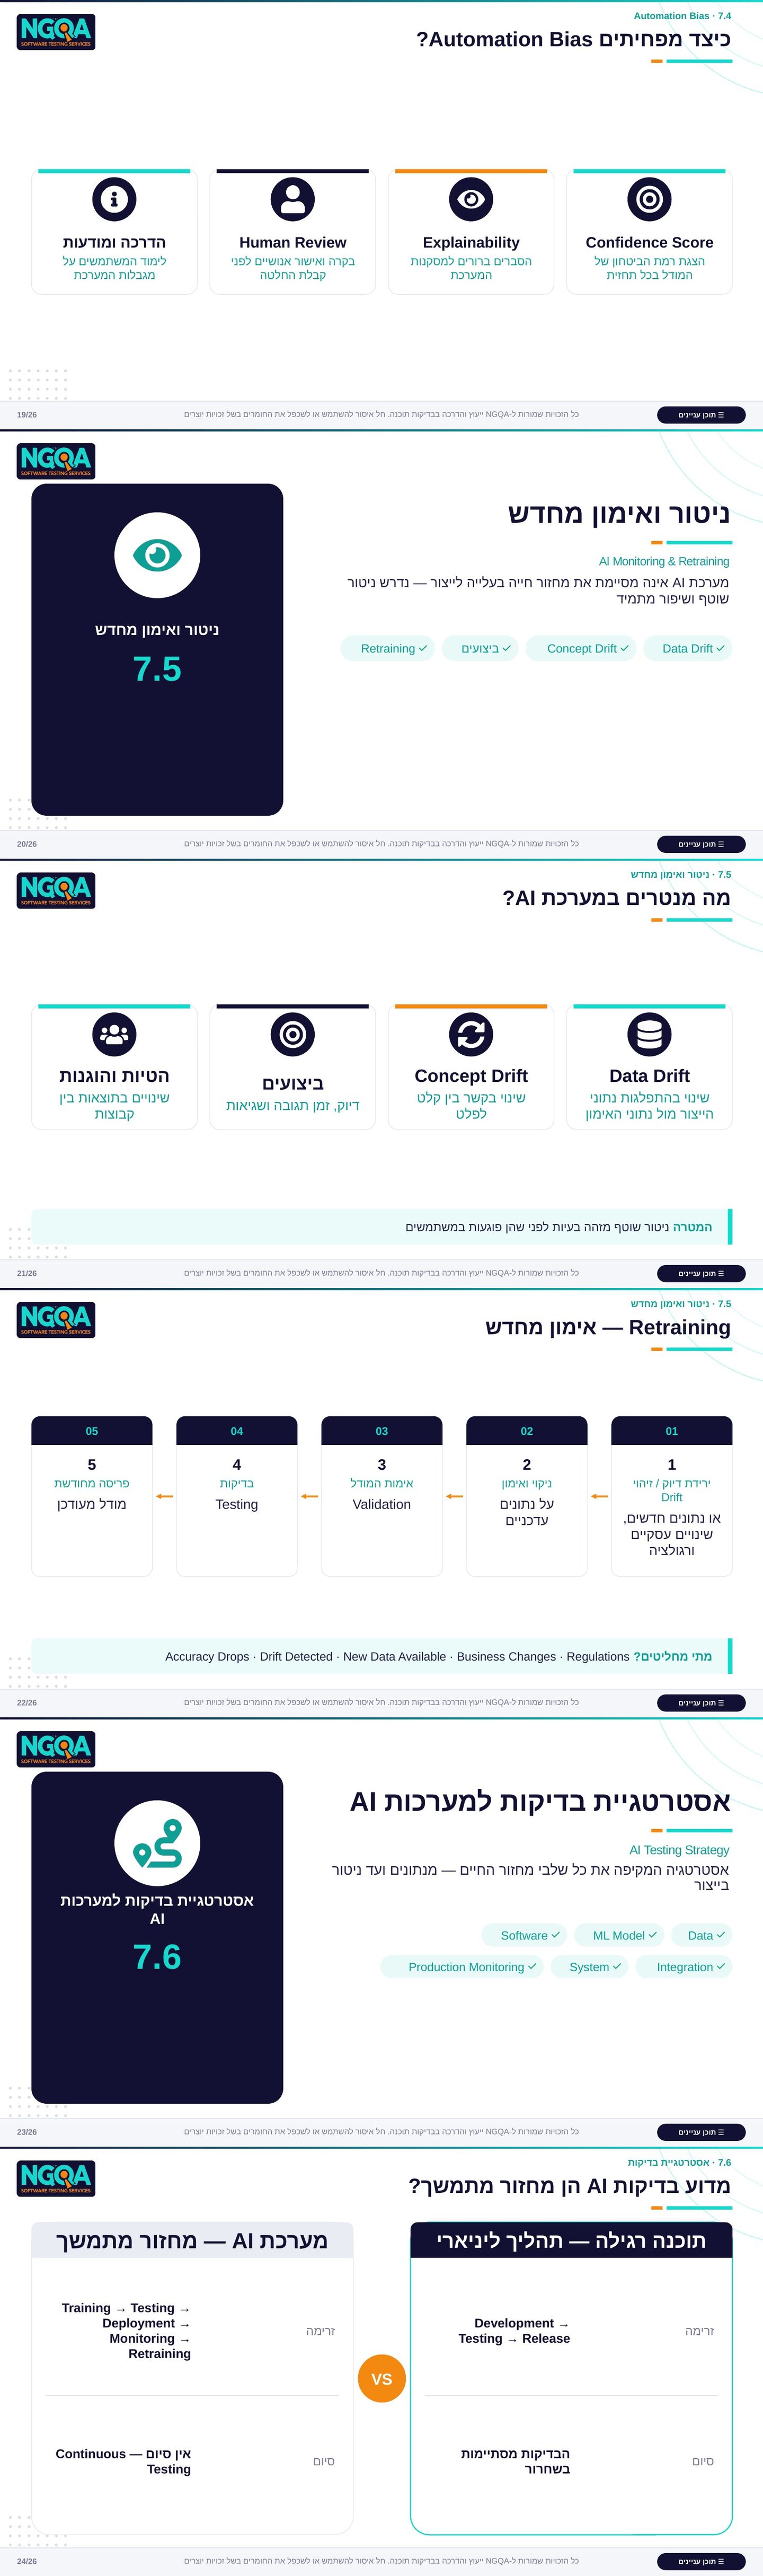 7.4 · Automation Bias
NGQA
SOFTWARE TESTING SERVICES
כיצד מפחיתים Automation Bias?
Confidence Score
הצגת רמת הביטחון של
המודל בכל תחזית
Explainability
הסברים ברורים למסקנות
המערכת
Human Review
בקרה ואישור אנושיים לפני
קבלת החלטה
הדרכה ומודעות
לימוד המשתמשים על
מגבלות המערכת
☰ תוכן עניינים
כל הזכויות שמורות ל-NGQA ייעוץ והדרכה בבדיקות תוכנה. חל איסור להשתמש או לשכפל את החומרים בשל זכויות יוצרים
19/26
NGQA
SOFTWARE TESTING SERVICES
ניטור ואימון מחדש
AI Monitoring & Retraining
מערכת AI אינה מסיימת את מחזור חייה בעלייה לייצור — נדרש ניטור
שוטף ושיפור מתמיד
✓ Data Drift
✓ Concept Drift
✓ ביצועים
✓ Retraining
ניטור ואימון מחדש
7.5
☰ תוכן עניינים
כל הזכויות שמורות ל-NGQA ייעוץ והדרכה בבדיקות תוכנה. חל איסור להשתמש או לשכפל את החומרים בשל זכויות יוצרים
20/26
7.5 · ניטור ואימון מחדש
NGQA
SOFTWARE TESTING SERVICES
מה מנטרים במערכת AI?
Data Drift
שינוי בהתפלגות נתוני
הייצור מול נתוני האימון
Concept Drift
שינוי בקשר בין קלט
לפלט
ביצועים
דיוק, זמן תגובה ושגיאות
הטיות והוגנות
שינויים בתוצאות בין
קבוצות
המטרה ניטור שוטף מזהה בעיות לפני שהן פוגעות במשתמשים
☰ תוכן עניינים
כל הזכויות שמורות ל-NGQA ייעוץ והדרכה בבדיקות תוכנה. חל איסור להשתמש או לשכפל את החומרים בשל זכויות יוצרים
21/26
7.5 · ניטור ואימון מחדש
NGQA
SOFTWARE TESTING SERVICES
Retraining — אימון מחדש
01
1
ירידת דיוק / זיהוי
Drift
או נתונים חדשים,
שינויים עסקיים
ורגולציה
02
2
ניקוי ואימון
על נתונים
עדכניים
03
3
אימות המודל
Validation
04
4
בדיקות
Testing
05
5
פריסה מחודשת
מודל מעודכן
מתי מחליטים? Accuracy Drops · Drift Detected · New Data Available · Business Changes · Regulations
☰ תוכן עניינים
כל הזכויות שמורות ל-NGQA ייעוץ והדרכה בבדיקות תוכנה. חל איסור להשתמש או לשכפל את החומרים בשל זכויות יוצרים
22/26
NGQA
SOFTWARE TESTING SERVICES
אסטרטגיית בדיקות למערכות AI
AI Testing Strategy
אסטרטגיה המקיפה את כל שלבי מחזור החיים — מנתונים ועד ניטור
בייצור
✓ Data
✓ ML Model
✓ Software
✓ Integration
✓ System
✓ Production Monitoring
אסטרטגיית בדיקות למערכות
AI
7.6
☰ תוכן עניינים
כל הזכויות שמורות ל-NGQA ייעוץ והדרכה בבדיקות תוכנה. חל איסור להשתמש או לשכפל את החומרים בשל זכויות יוצרים
23/26
7.6 · אסטרטגיית בדיקות
NGQA
SOFTWARE TESTING SERVICES
מדוע בדיקות AI הן מחזור מתמשך?
תוכנה רגילה — תהליך ליניארי
זרימה
Development →
Testing → Release
סיום
הבדיקות מסתיימות
בשחרור
VS
מערכת AI — מחזור מתמשך
זרימה
Training → Testing →
Deployment →
Monitoring →
Retraining
סיום
אין סיום — Continuous
Testing
☰ תוכן עניינים
כל הזכויות שמורות ל-NGQA ייעוץ והדרכה בבדיקות תוכנה. חל איסור להשתמש או לשכפל את החומרים בשל זכויות יוצרים
24/26